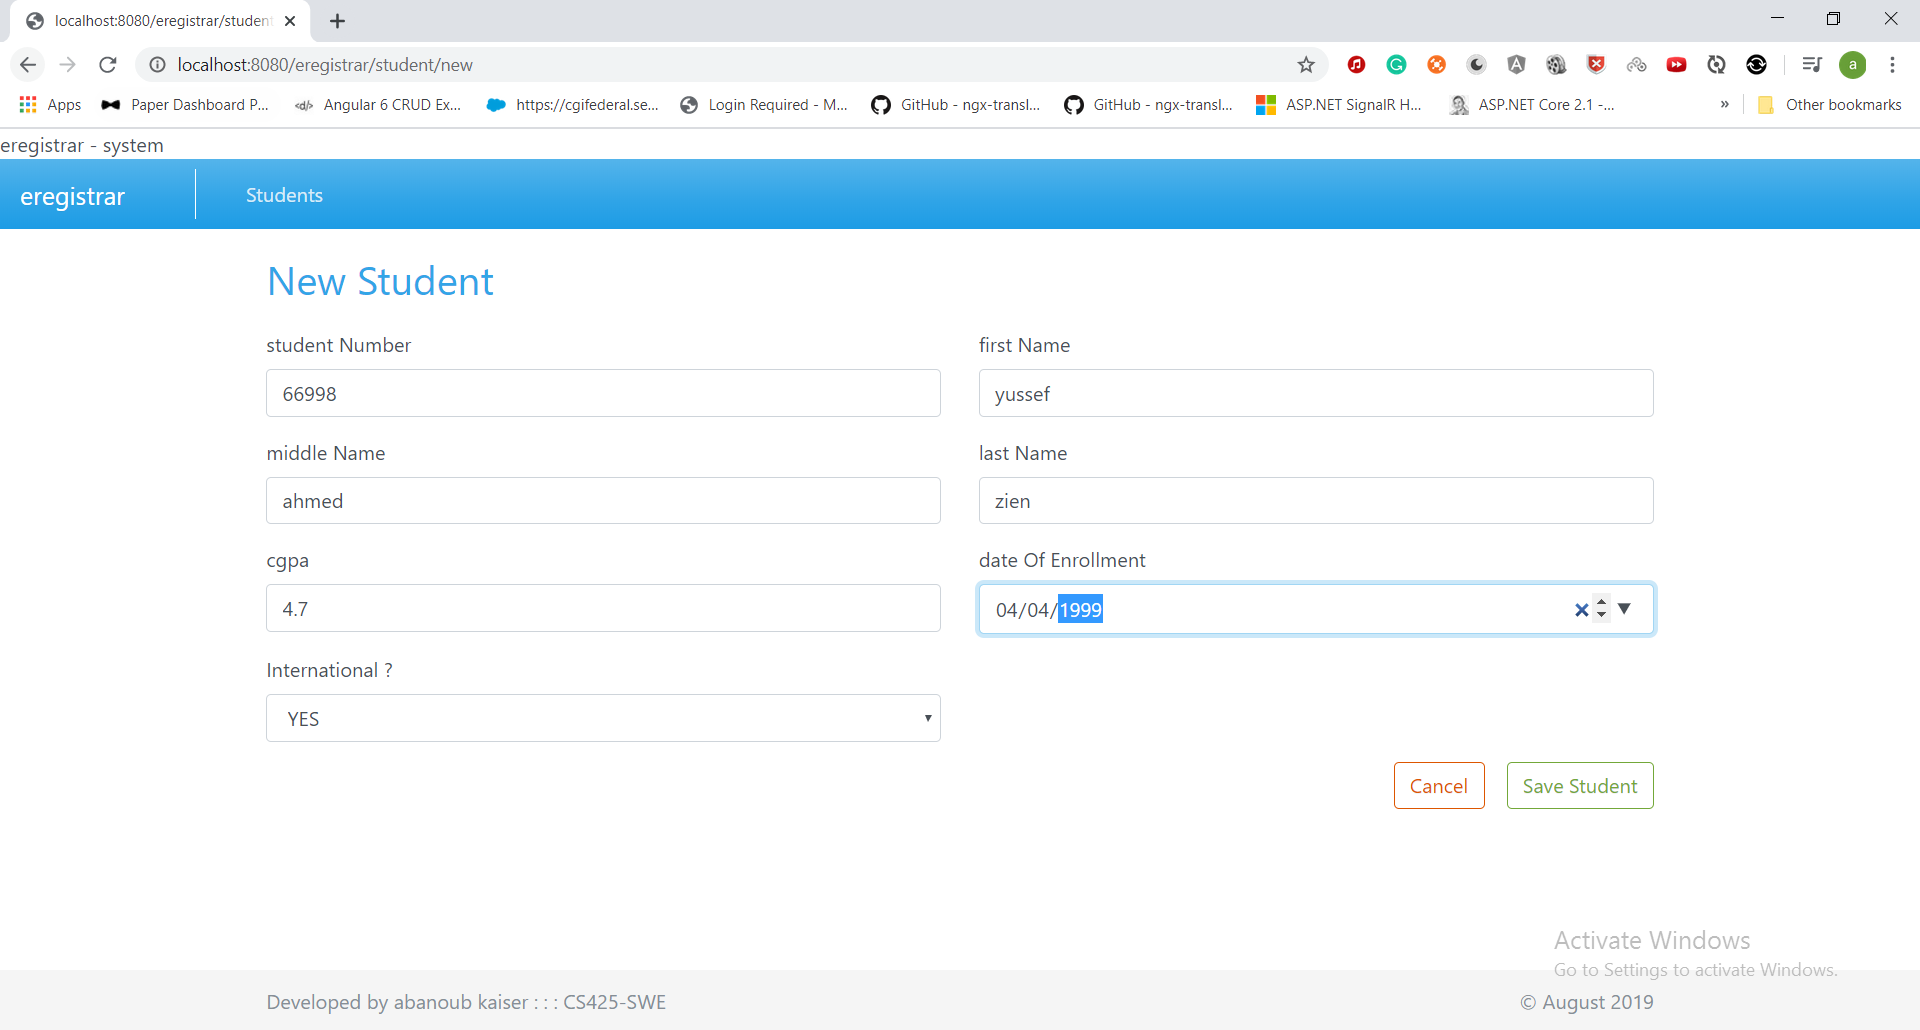 localhost:8080/eregistrar/student
localhost:8080/eregistrar/student/new
a
Apps
Paper Dashboard P...
Angular 6 CRUD Ex...
https://cgifederal.se...
Login Required - M...
GitHub - ngx-transl...
GitHub - ngx-transl...
ASP.NET SignalR H...
ASP.NET Core 2.1 -...
»
Other bookmarks
eregistrar - system
eregistrar
Students
New Student
student Number
first Name
66998
yussef
middle Name
last Name
ahmed
zien
cgpa
date Of Enrollment
4.7
04/04/1999
International ?
YES
Cancel
Save Student
Activate Windows
Go to Settings to activate Windows.
Developed by abanoub kaiser : : : CS425-SWE
© August 2019